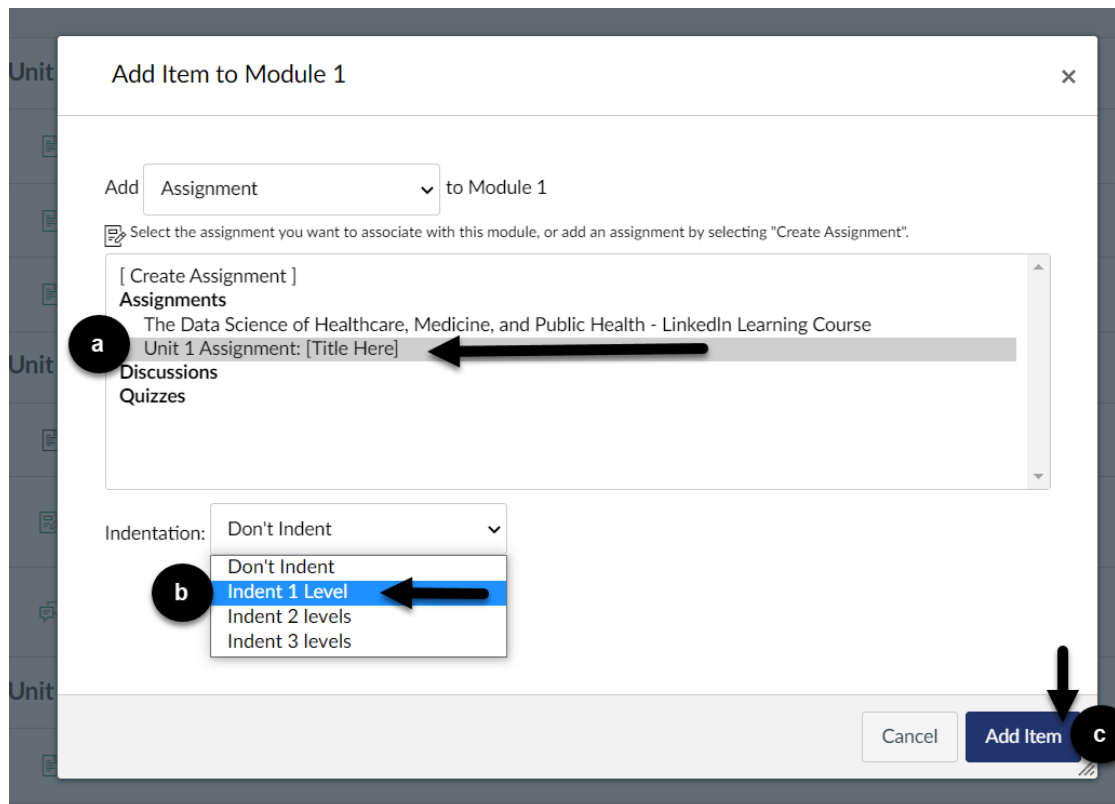 Unit
Add Item to Module 1
×
Add Assignment to Module 1
Select the assignment you want to associate with this module, or add an assignment by selecting "Create Assignment".
[ Create Assignment ]
Assignments
The Data Science of Healthcare, Medicine, and Public Health - LinkedIn Learning Course
a
Unit 1 Assignment: [Title Here]
Unit
Discussions
Quizzes
Indentation: Don't Indent
Don't Indent
b
Indent 1 Level
Indent 2 levels
Indent 3 levels
Unit
Cancel
Add Item
c